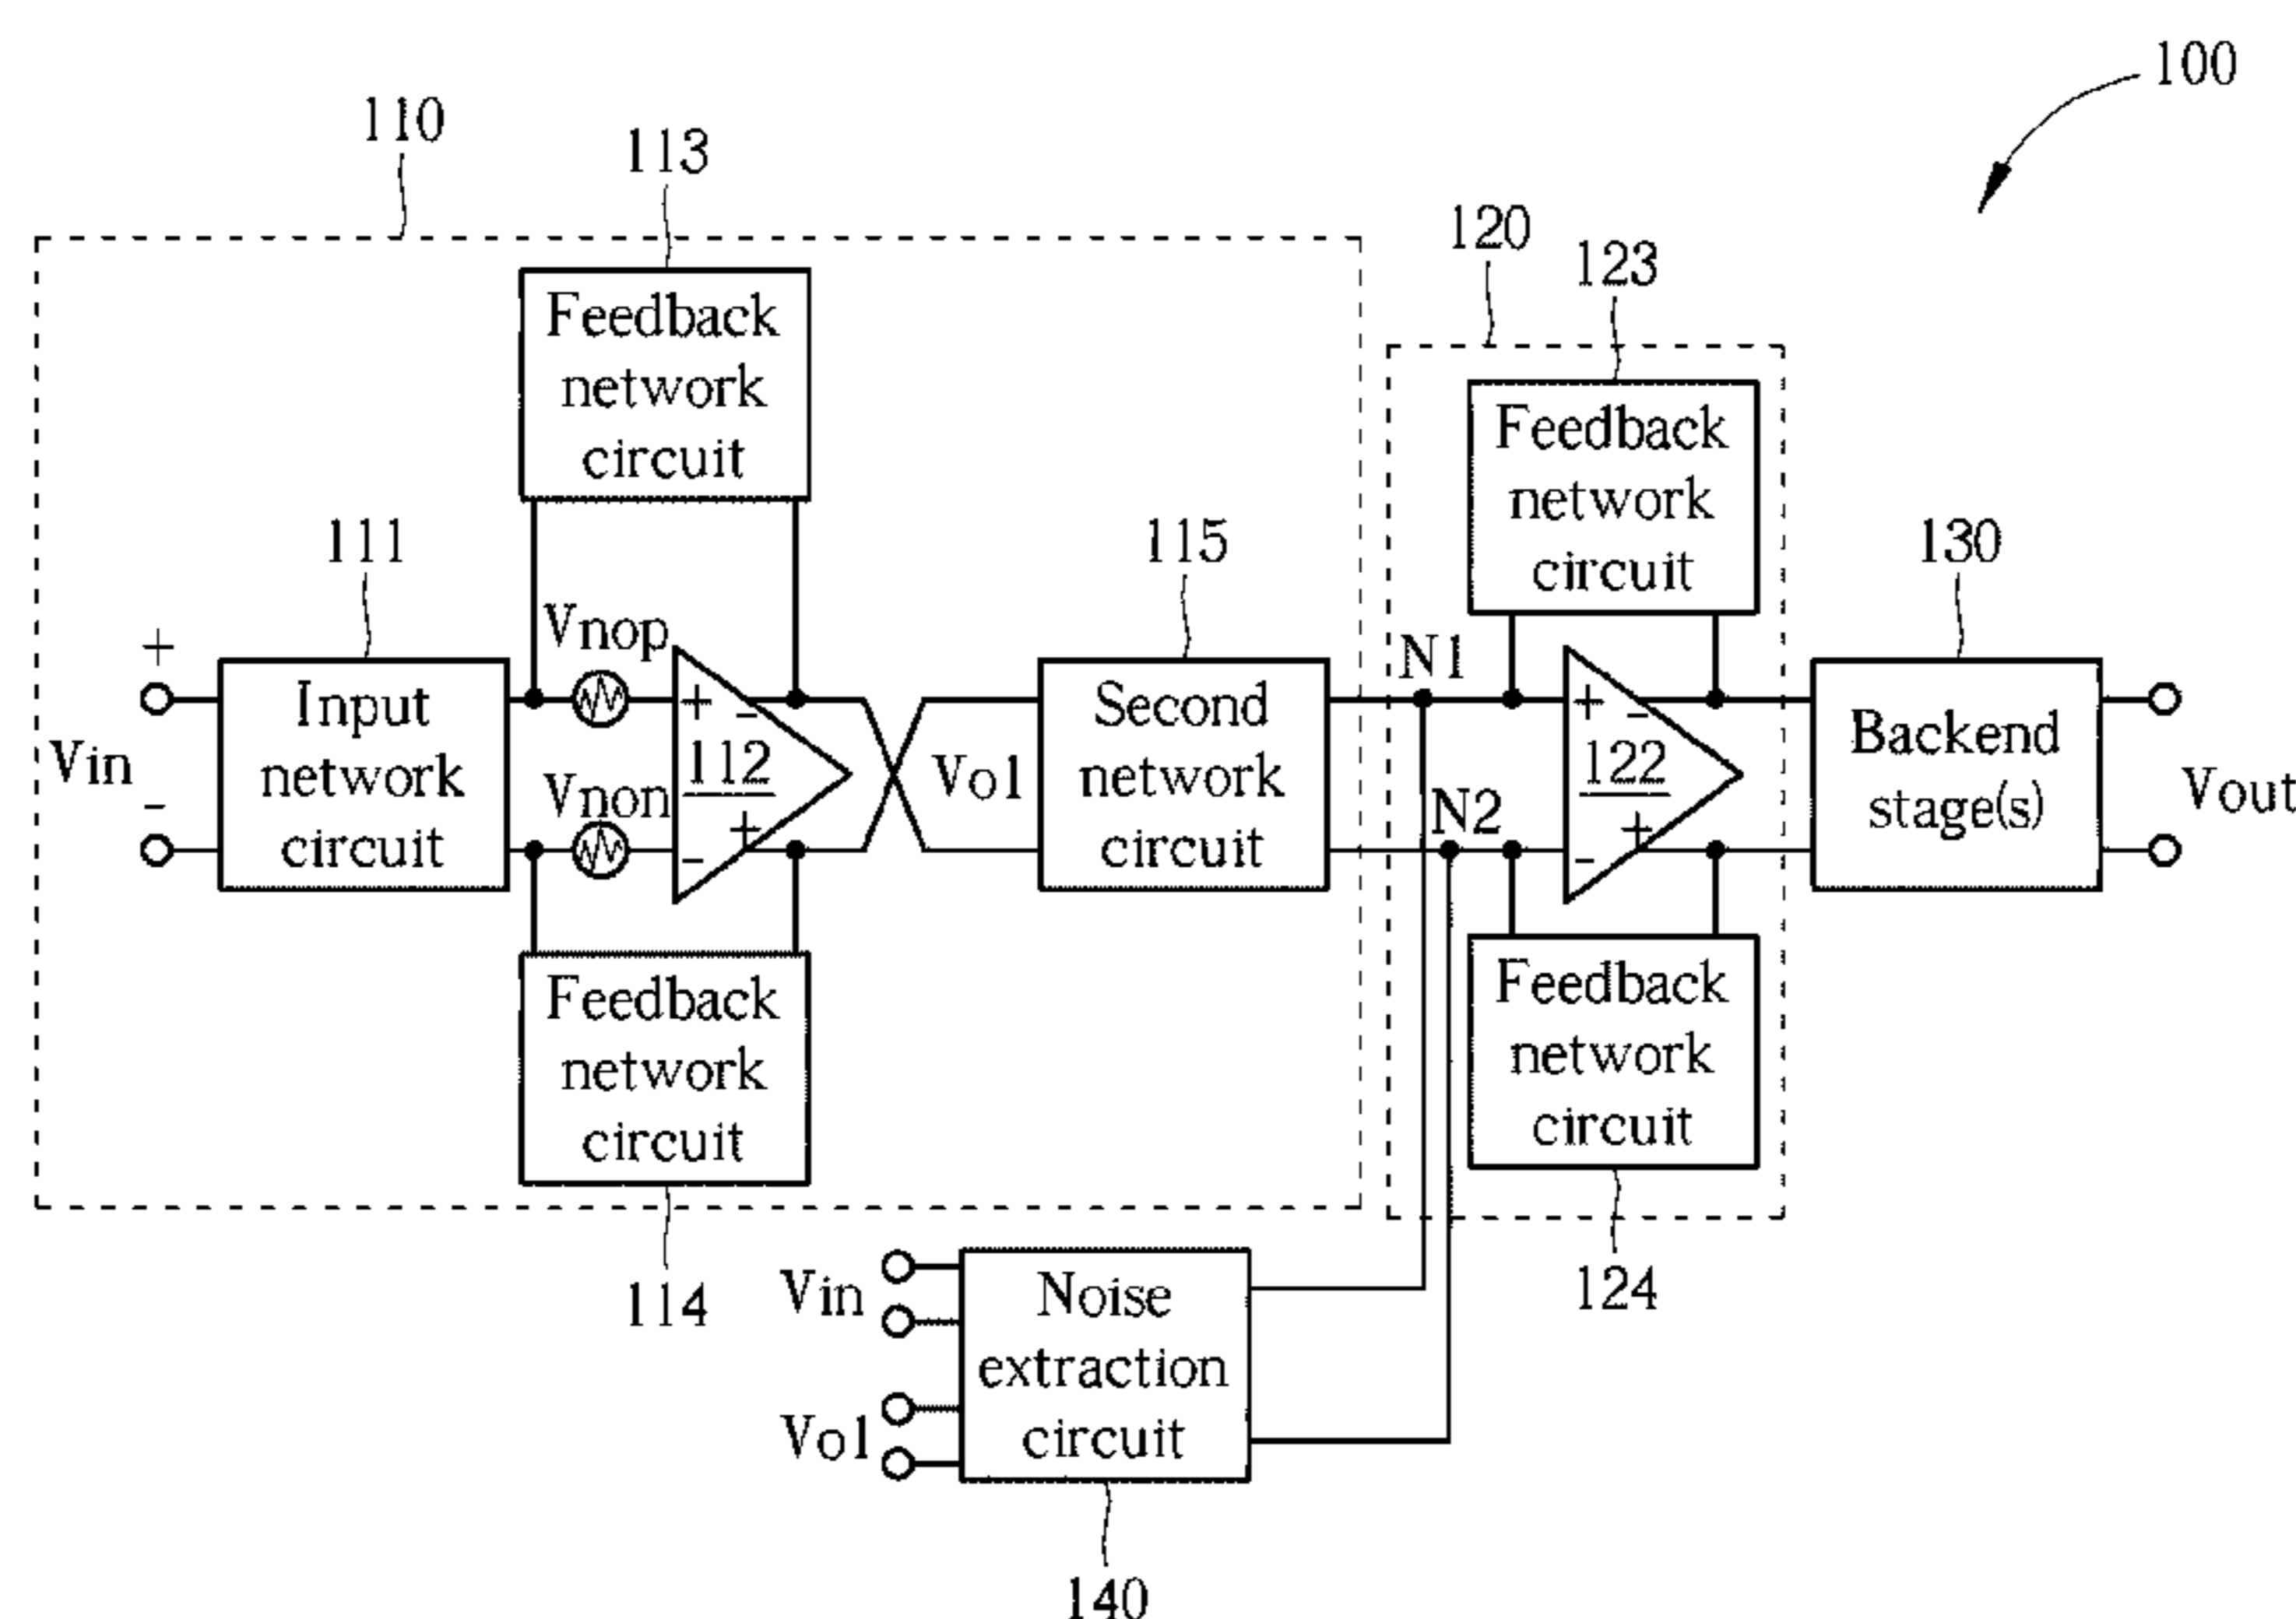 100
110
113
120
123
Feedback
network
circuit
Feedback
network
circuit
111
115
130
+
Vin
-
Input
network
circuit
Vnop
Vnon
+
-
112
-
+
Vo1
Second
network
circuit
N1
N2
+
-
122
-
+
Backend
stage(s)
Vout
Feedback
network
circuit
Feedback
network
circuit
114
124
Vin
Vo1
Noise
extraction
circuit
140